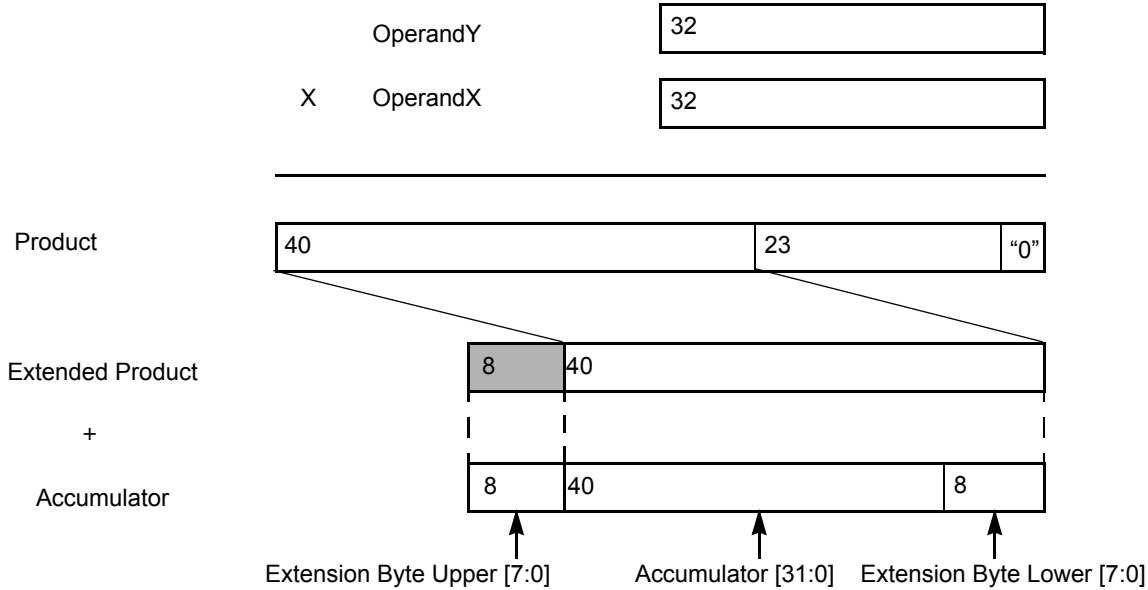 OperandY 32
X OperandX 32
Product 40 23 “0”
Extended Product 8 40
+
Accumulator 8 40 8
Extension Byte Upper [7:0] Accumulator [31:0] Extension Byte Lower [7:0]